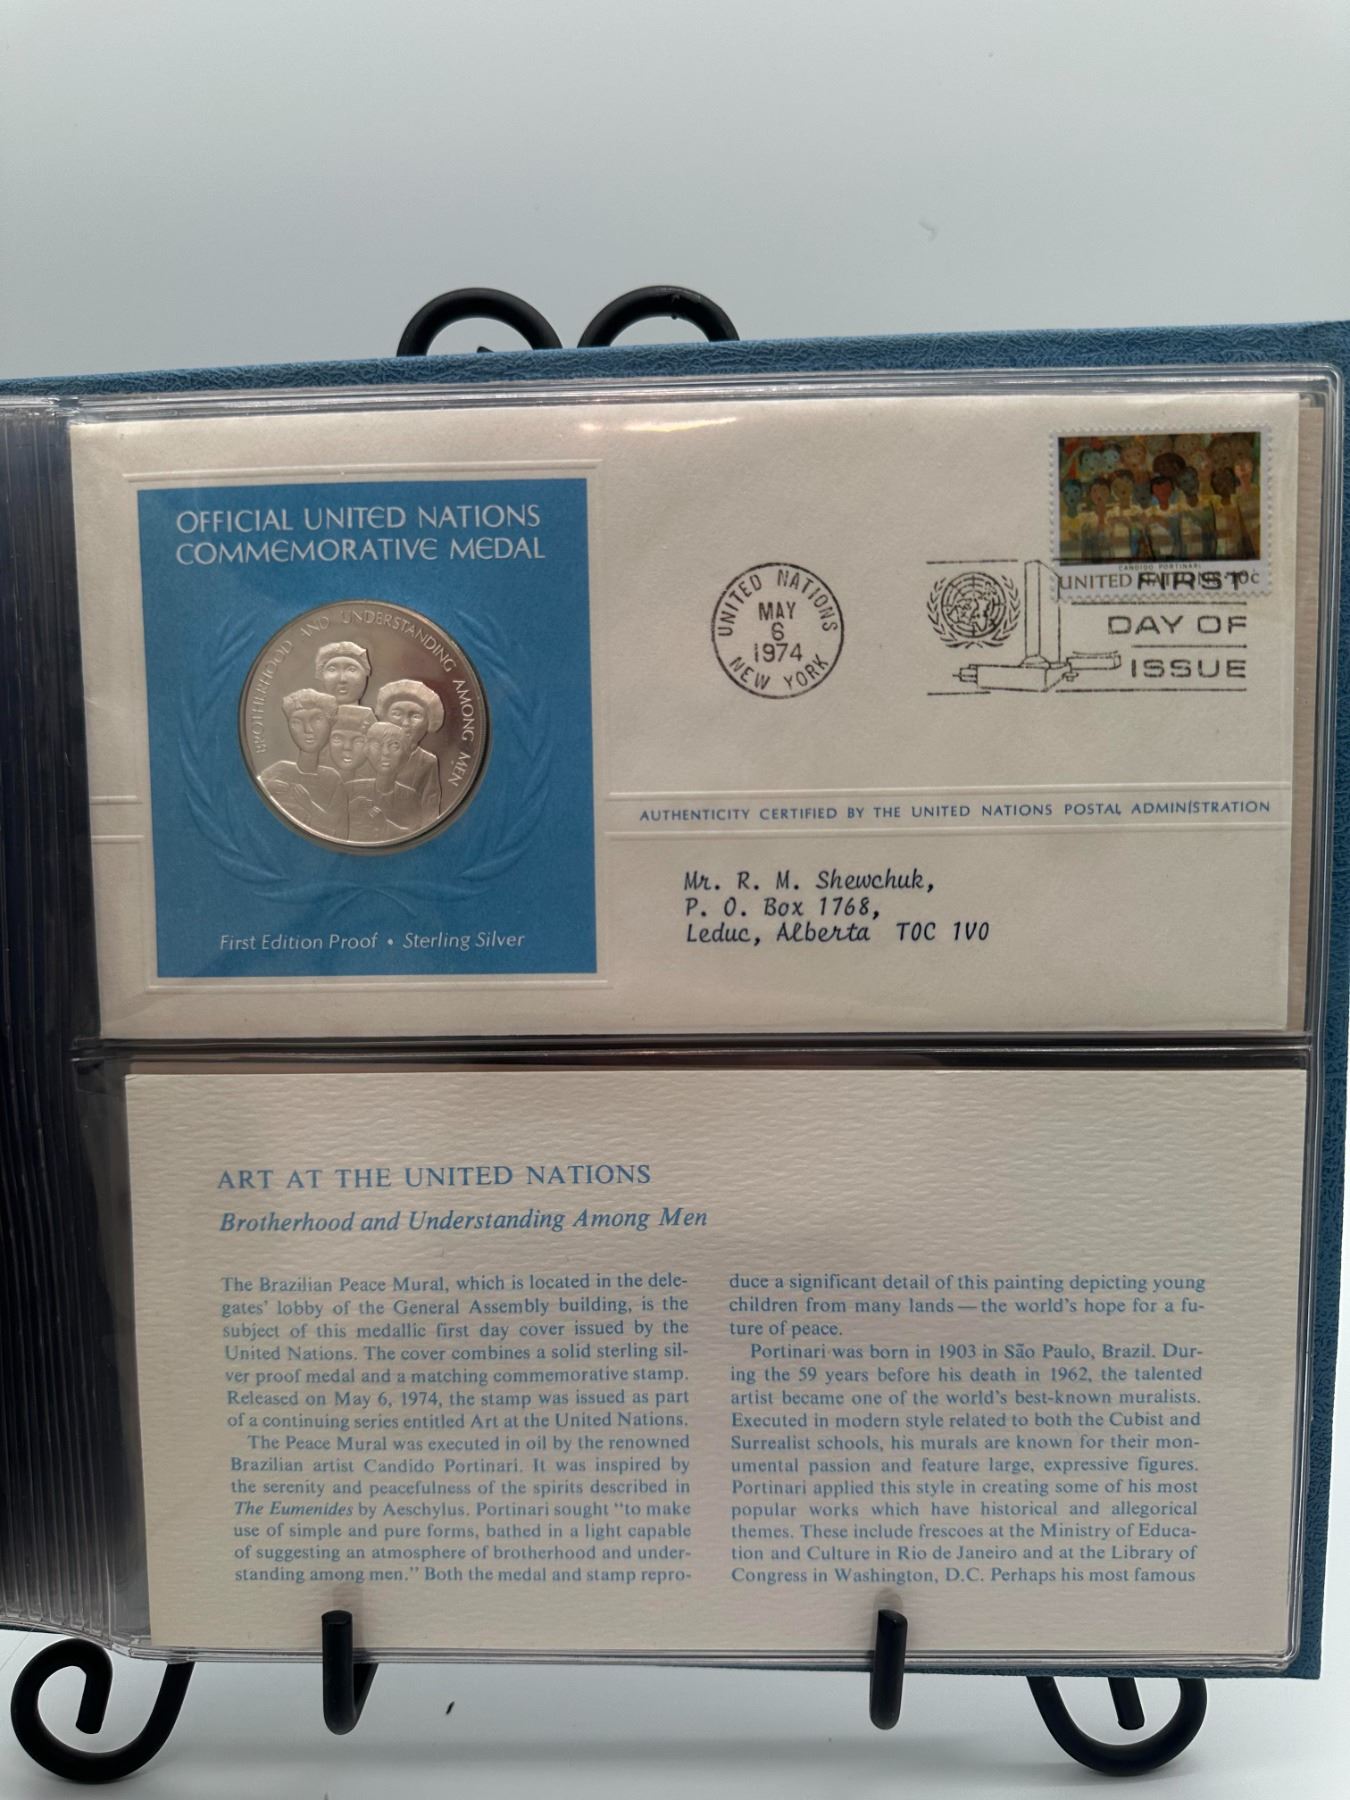 OFFICIAL UNITED NATIONS
COMMEMORATIVE MEDAL
BROTHERHOOD AND UNDERSTANDING AMONG MEN
First Edition Proof • Sterling Silver
UNITED NATIONS
MAY
6
1974
NEW YORK
CANDIDO PORTINARI
UNITED NATIONS 10c
FIRST
DAY OF
ISSUE
AUTHENTICITY CERTIFIED BY THE UNITED NATIONS POSTAL ADMINISTRATION
Mr. R. M. Shewchuk,
P. O. Box 1768,
Leduc, Alberta T0C 1V0
ART AT THE UNITED NATIONS
Brotherhood and Understanding Among Men
The Brazilian Peace Mural, which is located in the dele-
gates' lobby of the General Assembly building, is the
subject of this medallic first day cover issued by the
United Nations. The cover combines a solid sterling sil-
ver proof medal and a matching commemorative stamp.
Released on May 6, 1974, the stamp was issued as part
of a continuing series entitled Art at the United Nations.
The Peace Mural was executed in oil by the renowned
Brazilian artist Candido Portinari. It was inspired by
the serenity and peacefulness of the spirits described in
The Eumenides by Aeschylus. Portinari sought "to make
use of simple and pure forms, bathed in a light capable
of suggesting an atmosphere of brotherhood and under-
standing among men." Both the medal and stamp repro-
duce a significant detail of this painting depicting young
children from many lands—the world's hope for a fu-
ture of peace.
Portinari was born in 1903 in São Paulo, Brazil. Dur-
ing the 59 years before his death in 1962, the talented
artist became one of the world's best-known muralists.
Executed in modern style related to both the Cubist and
Surrealist schools, his murals are known for their mon-
umental passion and feature large, expressive figures.
Portinari applied this style in creating some of his most
popular works which have historical and allegorical
themes. These include frescoes at the Ministry of Educa-
tion and Culture in Rio de Janeiro and at the Library of
Congress in Washington, D.C. Perhaps his most famous